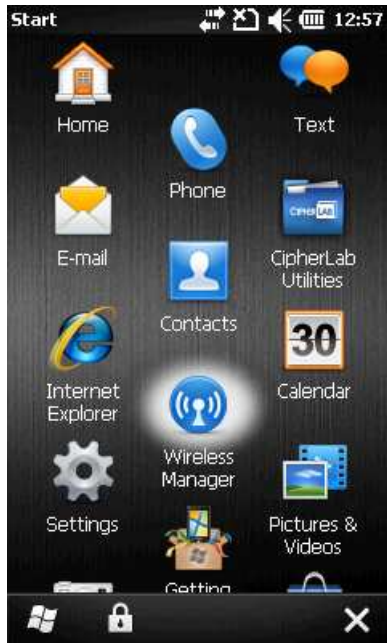 Start 12:57
Home
Text
Phone
E-mail
CIPHERLAB
CipherLab
Utilities
Contacts
30
Internet
Explorer
Calendar
Wireless
Manager
Settings
Pictures &
Videos
Getting